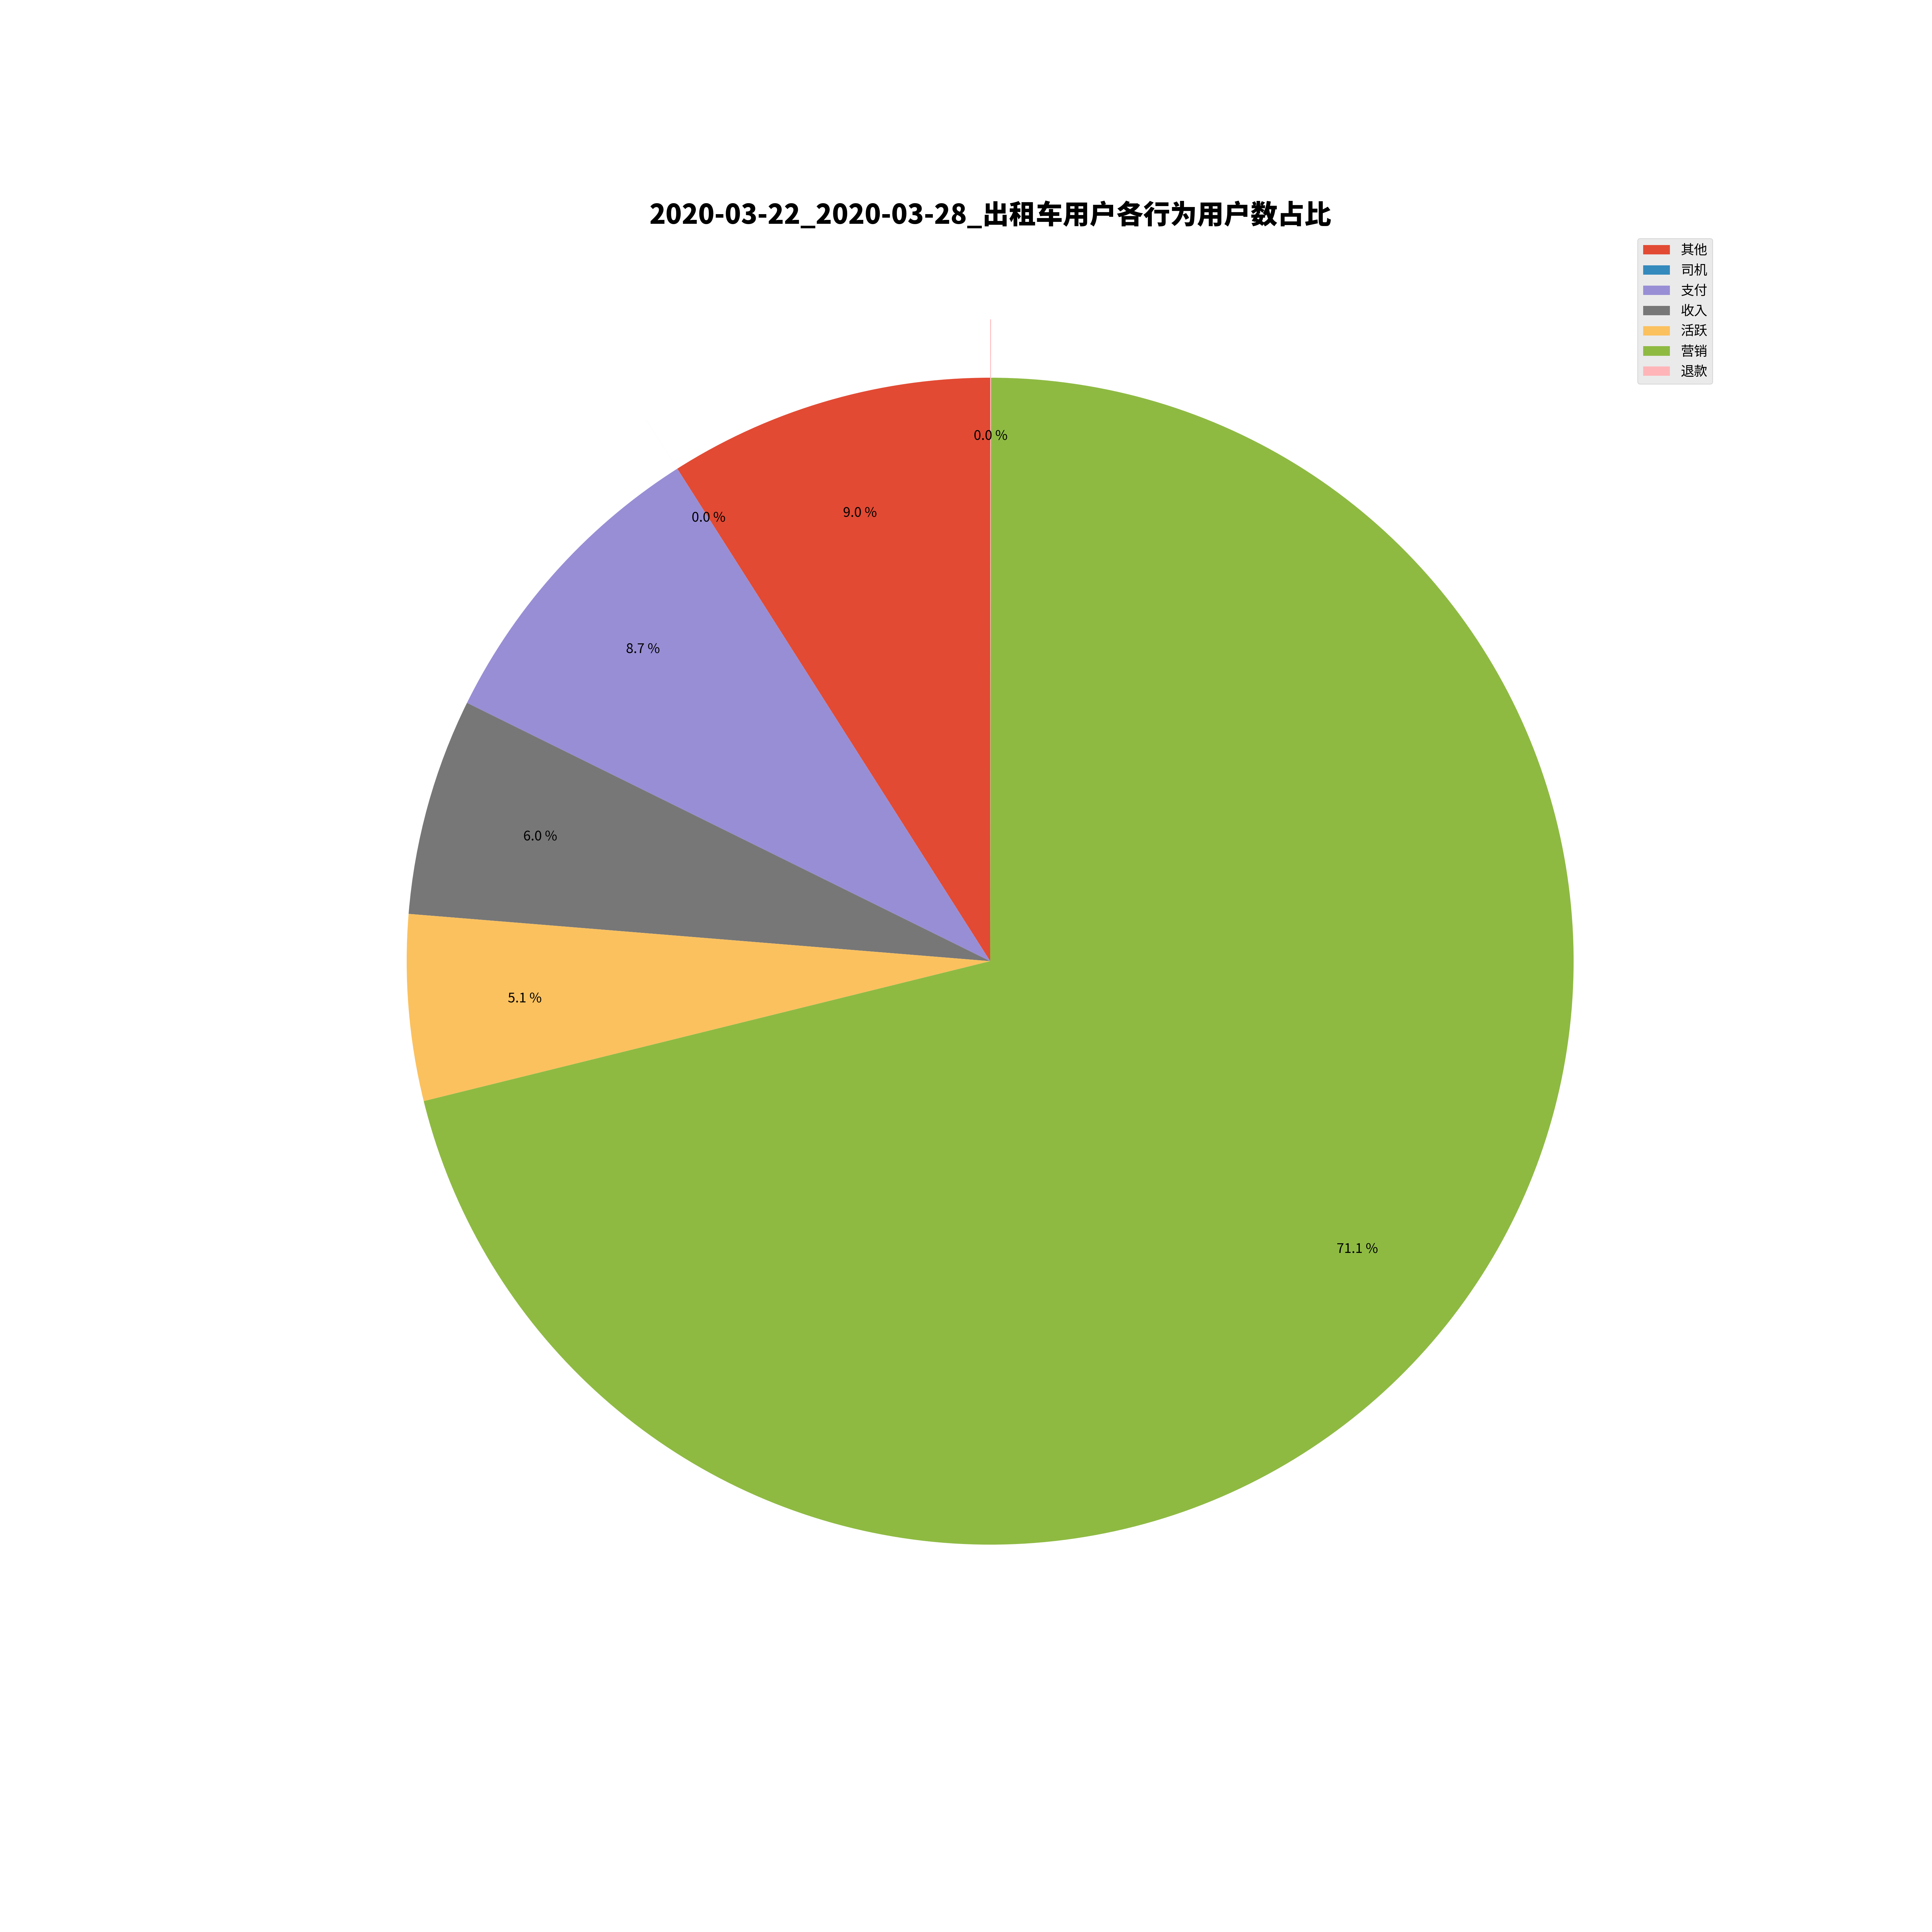 2020-03-22_2020-03-28_出租车用户各行为用户数占比
其他
司机
支付
收入
活跃
营销
退款
0.0 %
9.0 %
0.0 %
8.7 %
6.0 %
5.1 %
71.1 %